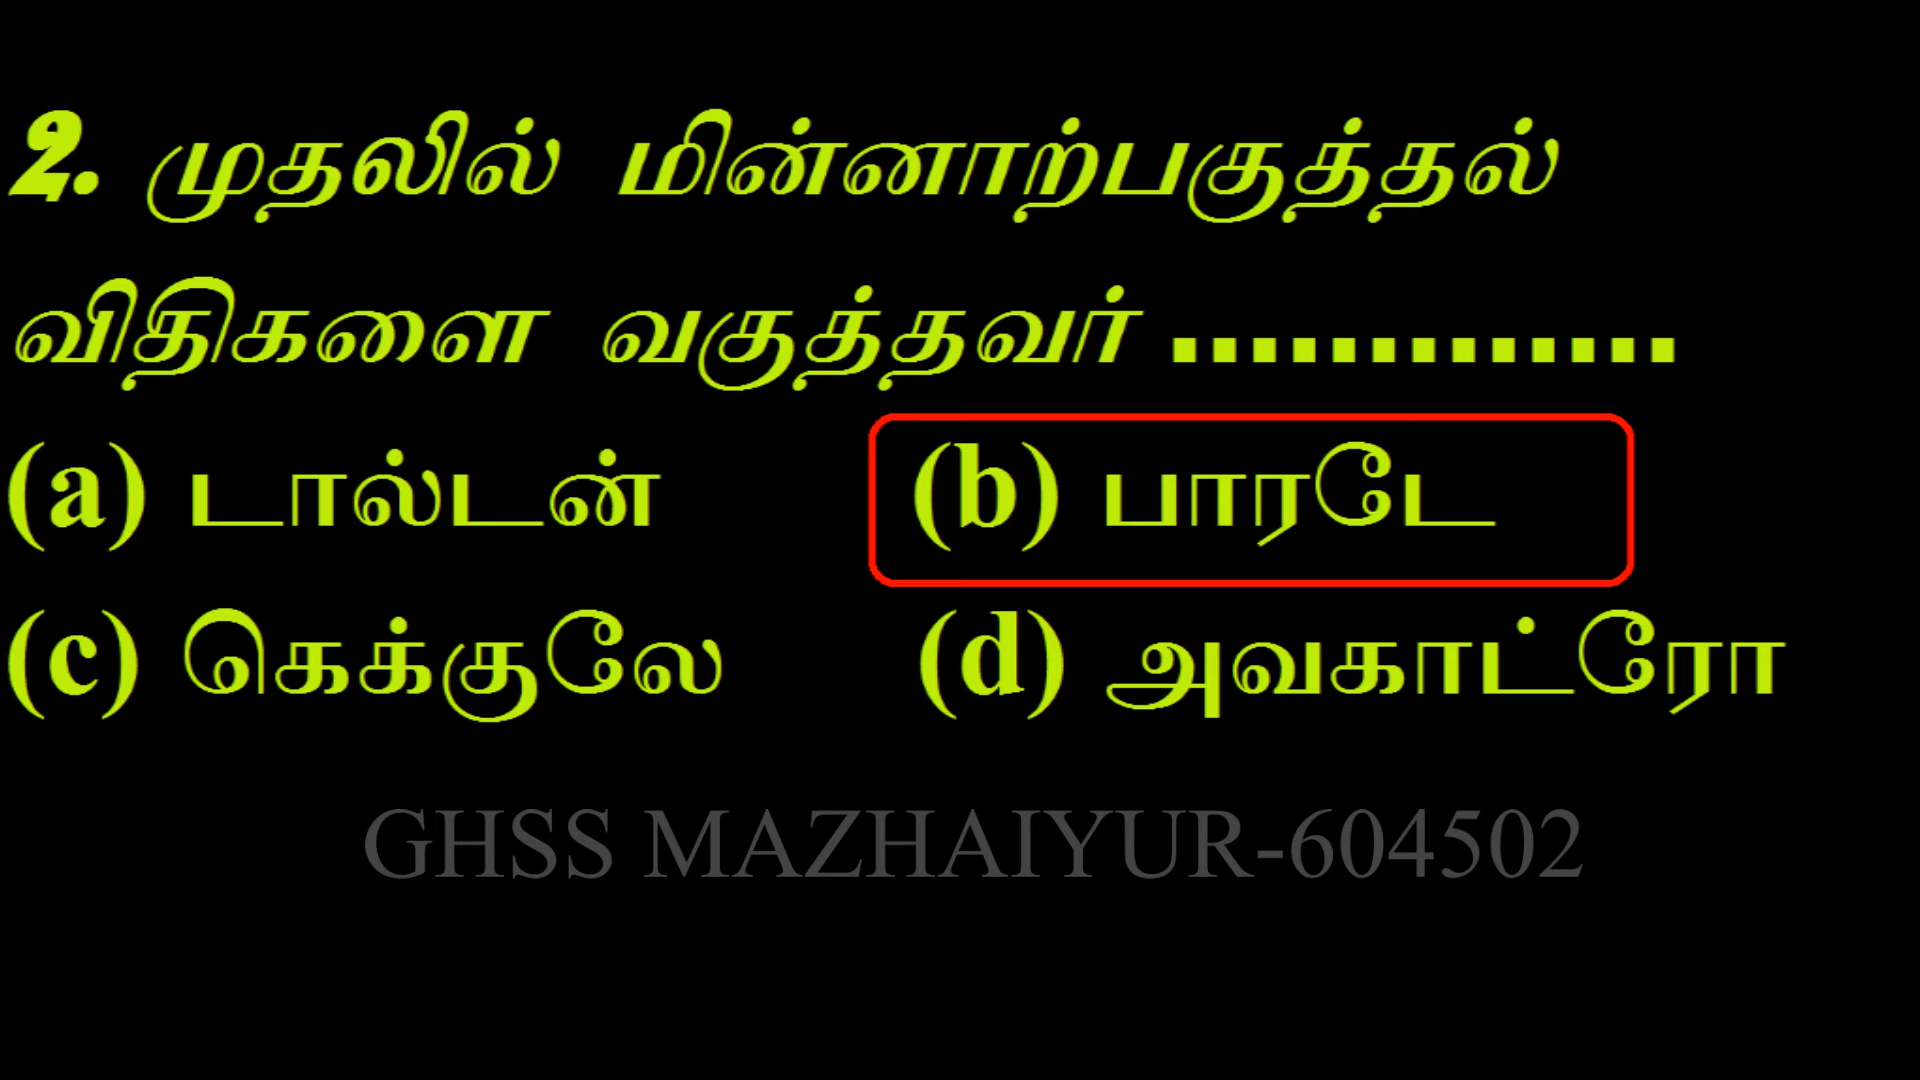 2. முதலில் மின்னாற்பகுத்தல்
விதிகளை வகுத்தவர் .............
(a) டால்டன் (b) பாரடே
(c) கெக்குலே (d) அவகாட்ரோ
GHSS MAZHAIYUR-604502